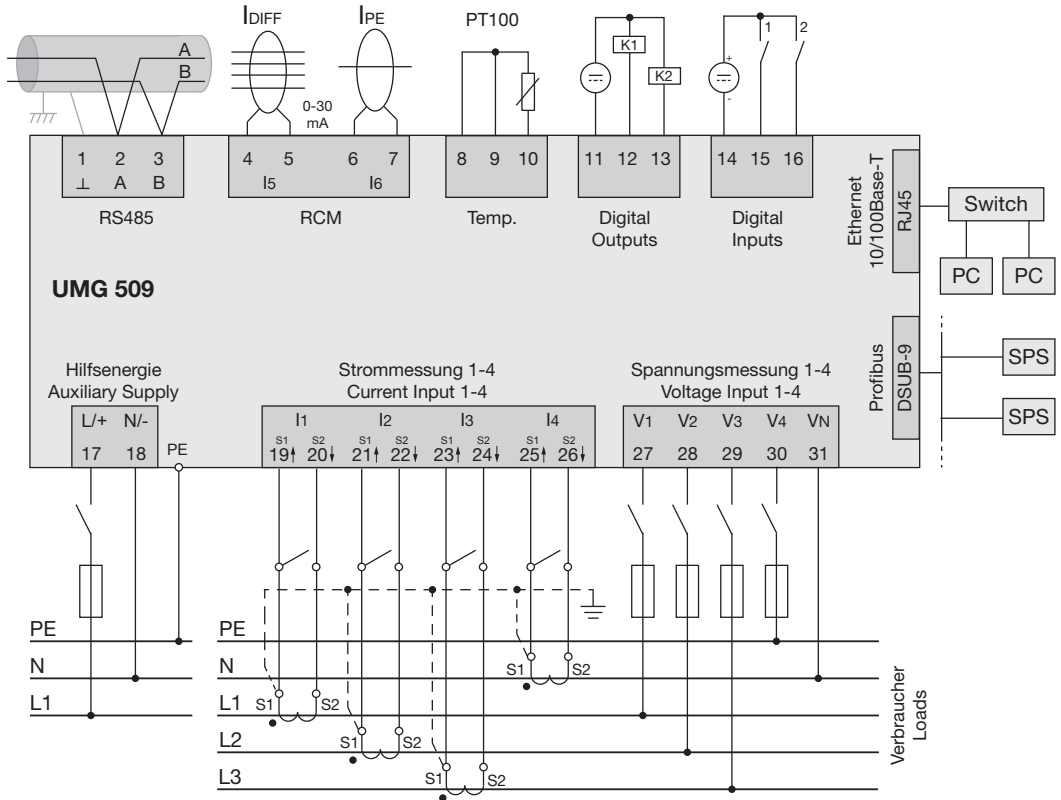 IDIFF IPE PT100
A
B
0-30
mA
K1
K2
+
-
1 2
1 2 3
⊥ A B
RS485
4 5 6 7
I5 I6
RCM
8 9 10
Temp.
11 12 13
Digital
Outputs
14 15 16
Digital
Inputs
Ethernet
10/100Base-T
RJ45
Switch
PC PC
UMG 509
Profibus
DSUB-9
SPS
SPS
Hilfsenergie
Auxiliary Supply
L/+ N/-
17 18
PE
Strommessung 1-4
Current Input 1-4
I1 I2 I3 I4
S1 S2 S1 S2 S1 S2 S1 S2
19 20 21 22 23 24 25 26
Spannungsmessung 1-4
Voltage Input 1-4
V1 V2 V3 V4 VN
27 28 29 30 31
PE
N
L1
PE
N
L1
L2
L3
S1 S2
S1 S2
S1 S2
S1 S2
Verbraucher
Loads